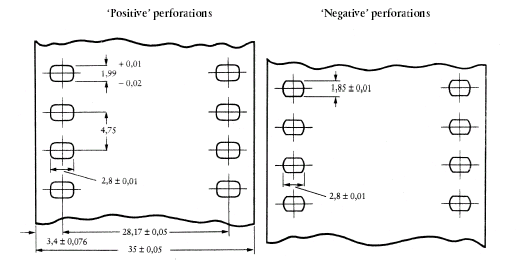 ‘Positive’ perforations
‘Negative’ perforations
+ 0,01
1,99
− 0,02
1,85 ± 0,01
4,75
2,8 ± 0,01
2,8 ± 0,01
28,17 ± 0,05
3,4 ± 0,076
35 ± 0,05